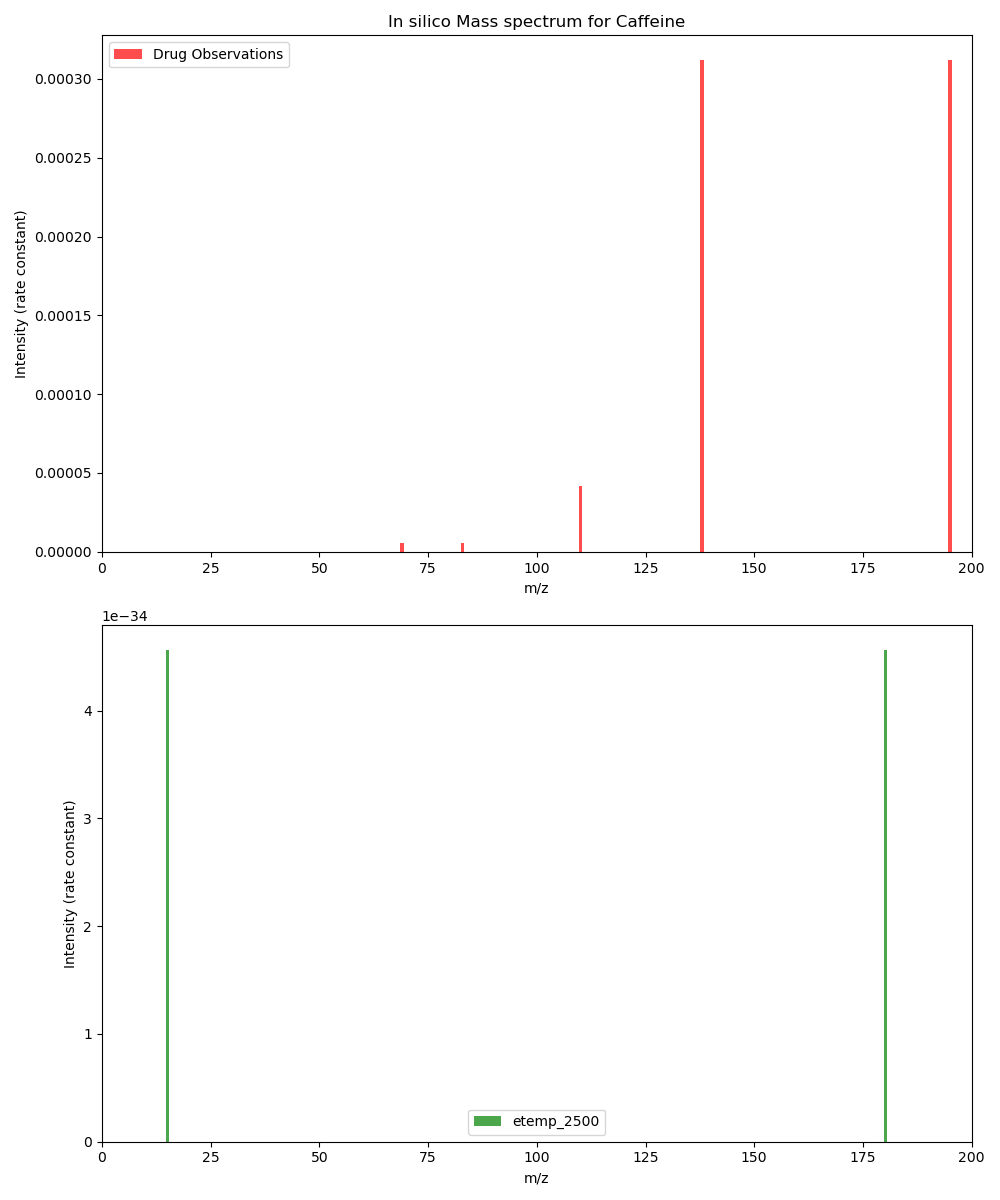 In silico Mass spectrum for Caffeine
Drug Observations
0.00030
0.00025
0.00020
0.00015
0.00010
0.00005
0.00000
Intensity (rate constant)
0 25 50 75 100 125 150 175 200
m/z
1e−34
4
3
2
1
0
Intensity (rate constant)
etemp_2500
0 25 50 75 100 125 150 175 200
m/z